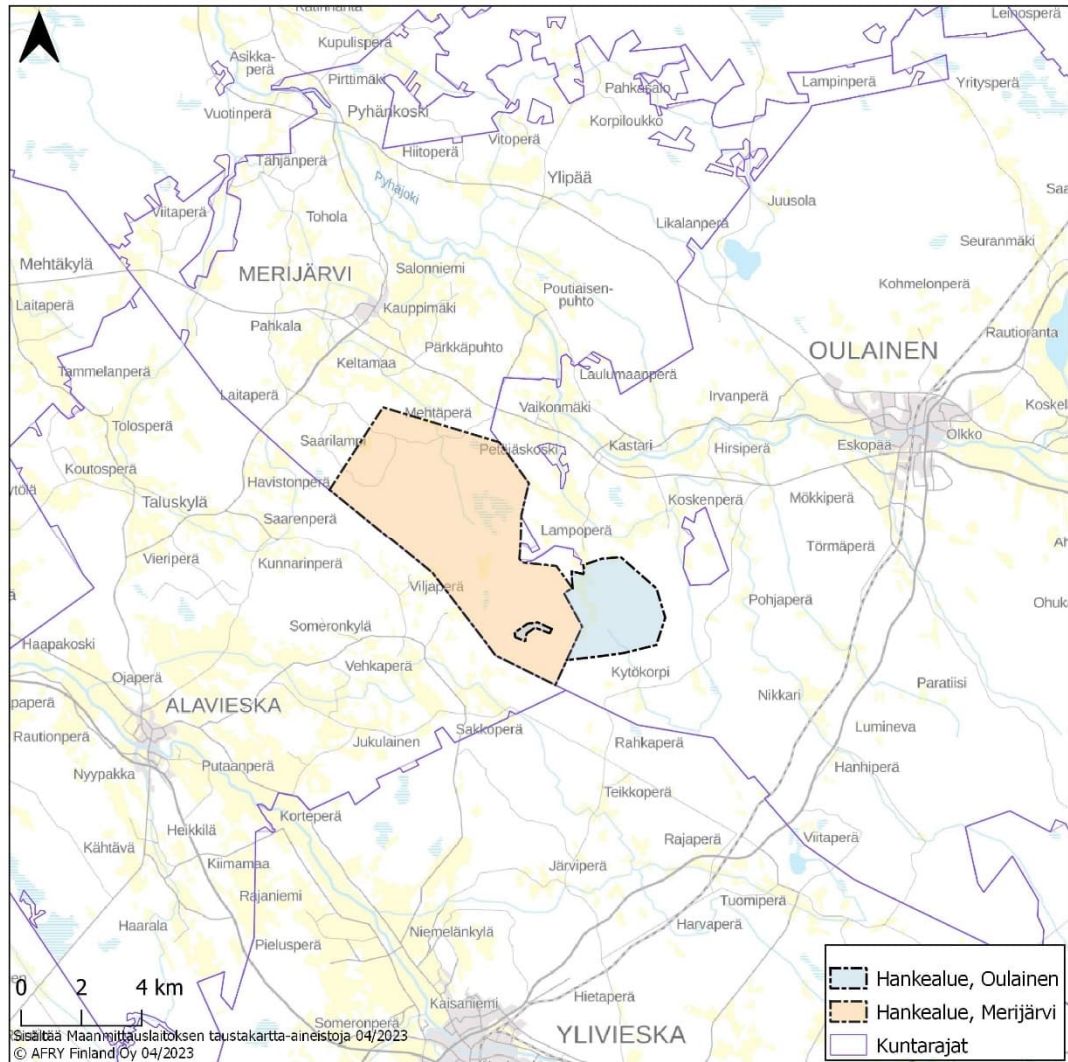 Ratinranta
Leinosperä
Kupulisperä
Asikka-
perä
Pirttimäki
Pahkasalo
Lampinperä
Yritysperä
Vuotinperä
Pyhänkoski
Korpiloukko
Vitoperä
Hiitoperä
Tähjänperä
Pyhäjoki
Ylipää
Juusola
Viitaperä
Tohola
Likalanperä
Seuranmäki
Mehtäkylä
MERIJÄRVI
Salonniemi
Kohmelonperä
Laitaperä
Poutiaisen-
puhto
Kauppimäki
Rautioranta
Pahkala
Pärkkäpuhto
OULAINEN
Keltamaa
Tammelanperä
Laulumaanperä
Laitaperä
Irvanperä
Koskela
Mehtäperä
Vaikonmäki
Tolosperä
Saarilampi
Petäjäskoski
Kastari
Hirsiperä
Eskopää
Olkko
Koutosperä
Havistonperä
Taluskylä
Koskenperä
Mökkiperä
Saarenperä
Lampoperä
Törmäperä
Vieriperä
Kunnarinperä
Viljaperä
Pohjaperä
Someronkylä
Haapakoski
Vehkaperä
Kytökorpi
Ojaperä
Nikkari
Paratiisi
ALAVIESKA
Sakkoperä
Lumineva
Rautionperä
Jukulainen
Rahkaperä
Putaanperä
Nyypakka
Hanhiperä
Teikkoperä
Korteperä
Heikkilä
Rajaperä
Viitaperä
Kähtävä
Kiimamaa
Järviperä
Rajaniemi
Tuomiperä
Haarala
Harvaperä
Niemelänkylä
Pielusperä
Hietaperä
Kaisaniemi
Someronperä
YLIVIESKA
0 2 4 km
Sisältää Maanmittauslaitoksen taustakartta-aineistoja 04/2023
© AFRY Finland Oy 04/2023
Hankealue, Oulainen
Hankealue, Merijärvi
Kuntarajat